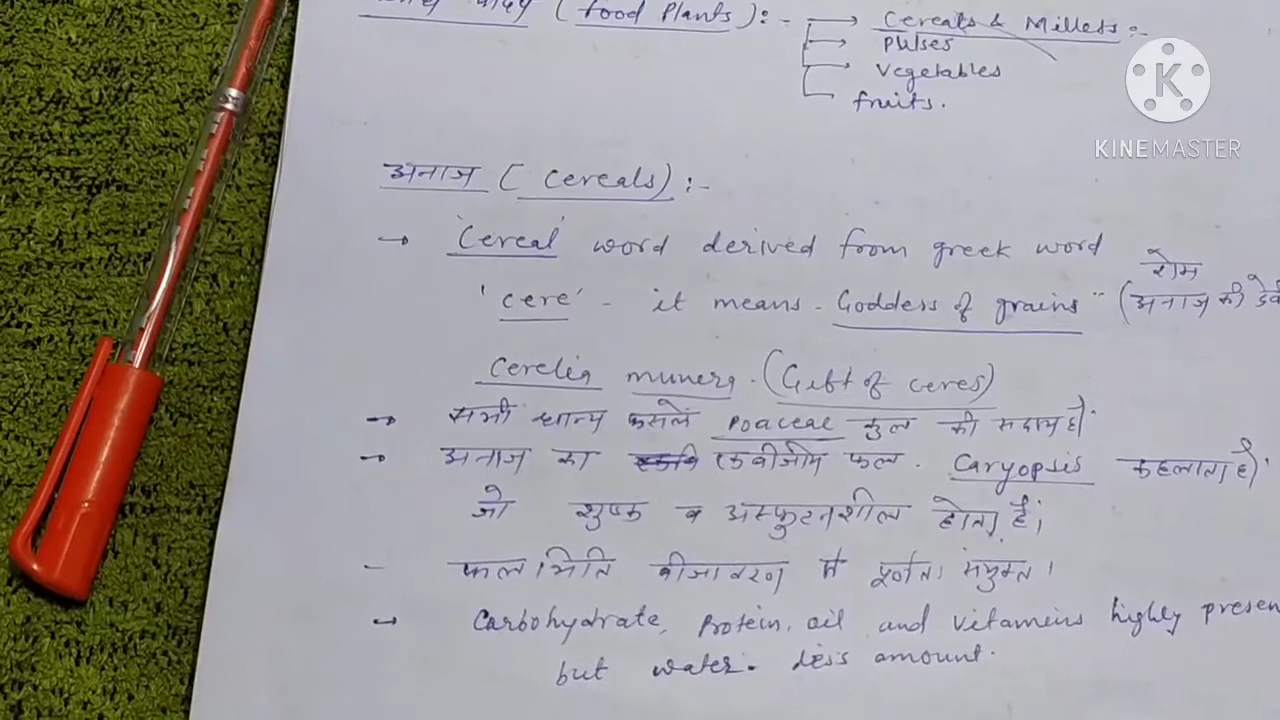 पादप (Food Plants):- → Cereals & Millets:-
→ Pulses
→ Vegetables
fruits.
K
KINEMASTER
अनाज (Cereals):-
→ 'Cereal' word derived from greek word
'cere' - it means - Goddess of grains" (रोम अनाज की देवी
Cerelia munera. (Gift of ceres)
→ सभी धान्य फसलें Poaceae कुल की सदस्य हैं
→ अनाज का एकबीजीय फल. Caryopsis कहलाता है।
जो शुष्क व अस्फुटनशील होता है;
- फलभित्ति बीजावरण से पूर्णतः संयुक्त।
→ Carbohydrate, Protein, oil and vitamins highly presen
but water. less amount.